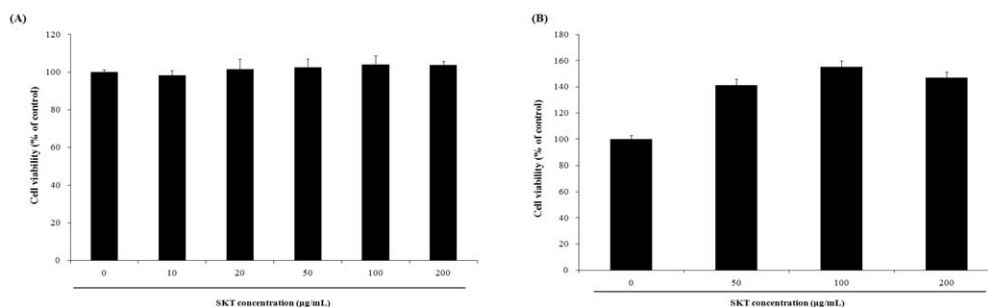 (A)
120
100
80
60
40
20
0
Cell viability (% of control)
0 10 20 50 100 200
SKT concentration (µg/mL)
(B)
180
160
140
120
100
80
60
40
20
0
Cell viability (% of control)
0 50 100 200
SKT concentration (µg/mL)